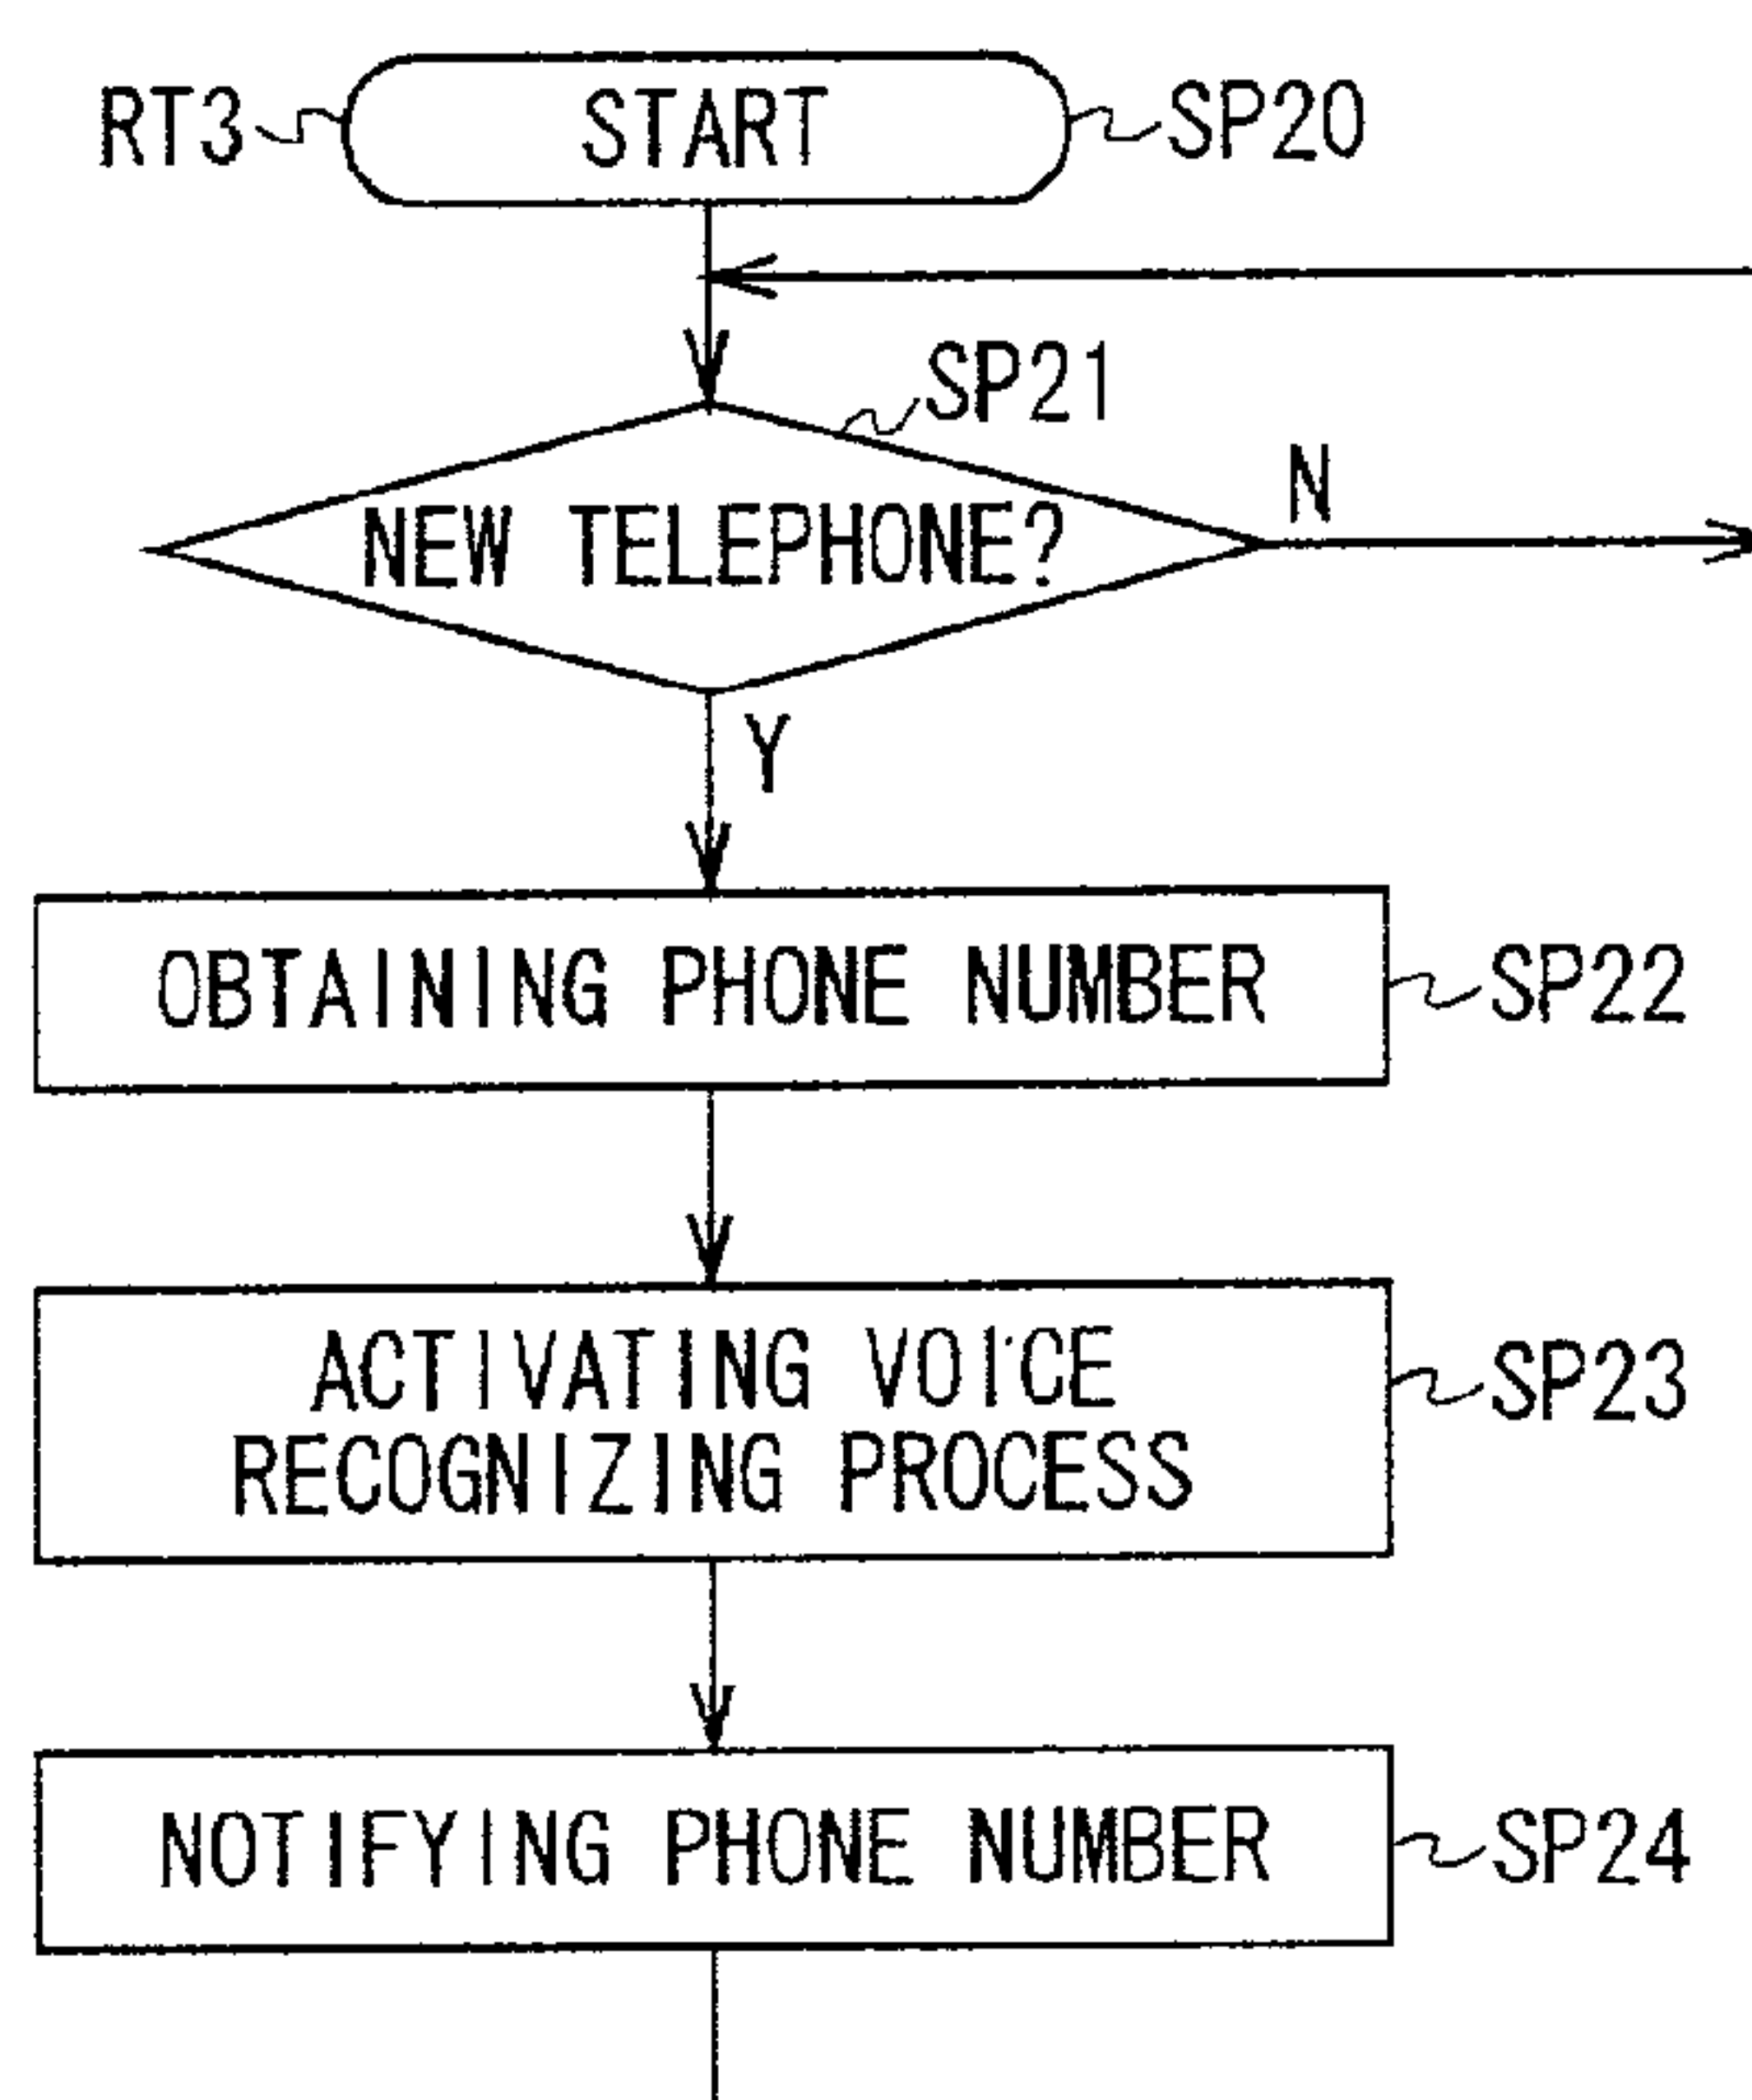 RT3 START SP20
SP21
N
NEW TELEPHONE?
Y
OBTAINING PHONE NUMBER SP22
ACTIVATING VOICE
RECOGNIZING PROCESS
SP23
NOTIFYING PHONE NUMBER SP24